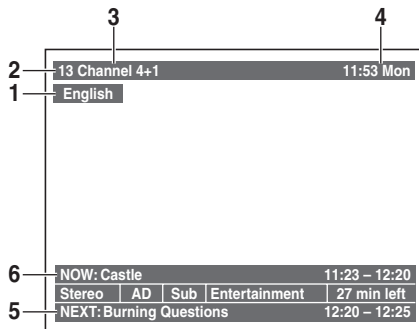 3 4
2 13 Channel 4+1 11:53 Mon
1 English
6 NOW: Castle 11:23 – 12:20
Stereo AD Sub Entertainment 27 min left
5 NEXT: Burning Questions 12:20 – 12:25